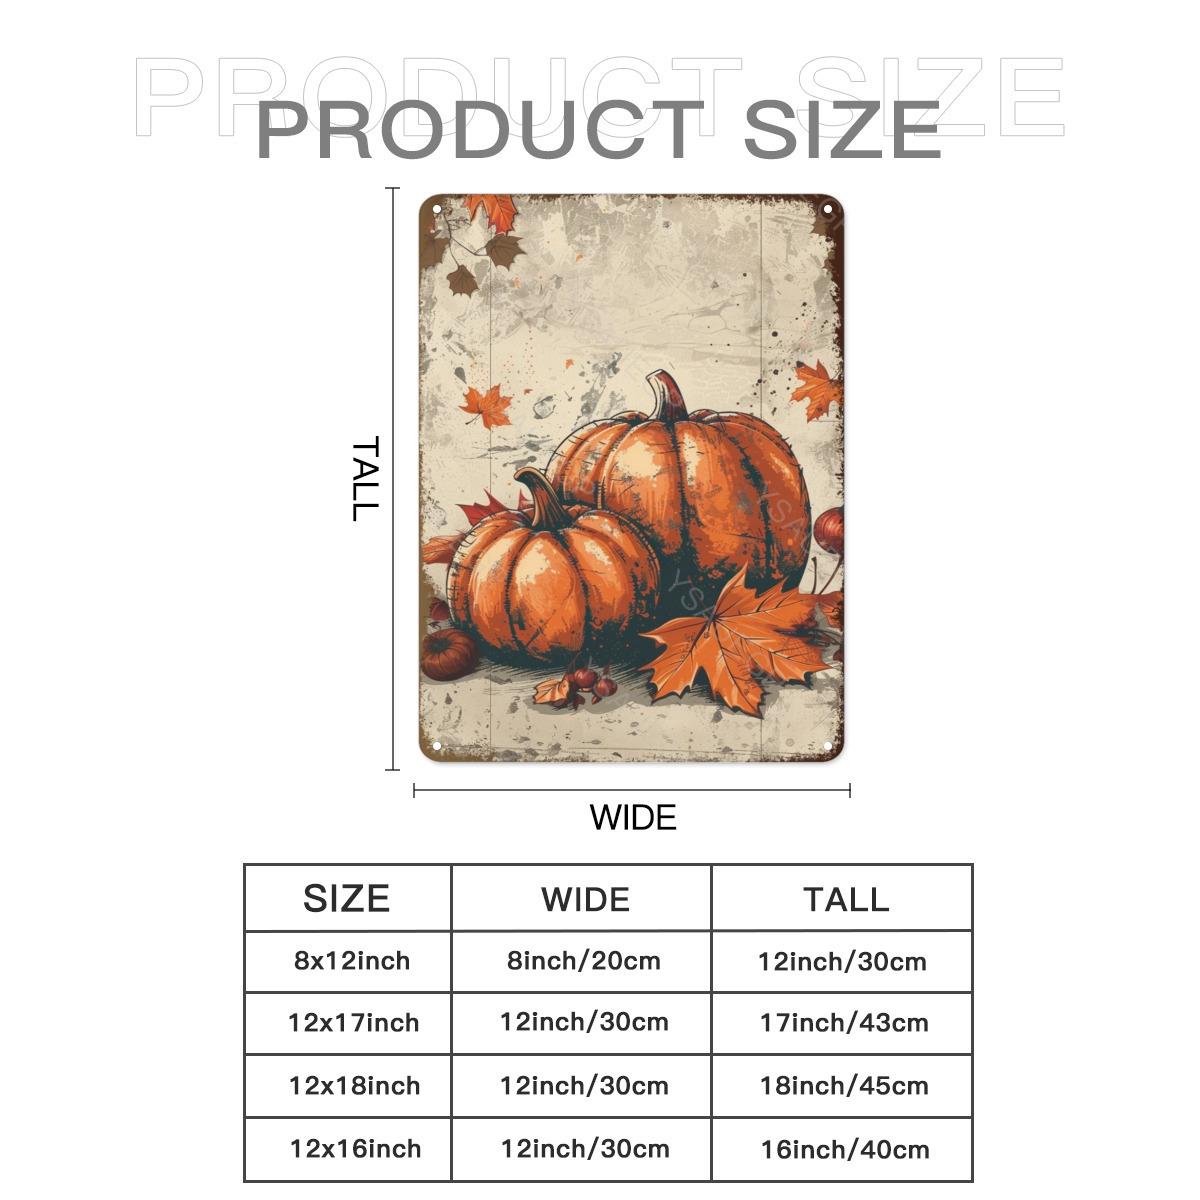 PRODUCT SIZE
PRODUCT SIZE
TALL
WIDE
SIZE WIDE TALL
8x12inch 8inch/20cm 12inch/30cm
12x17inch 12inch/30cm 17inch/43cm
12x18inch 12inch/30cm 18inch/45cm
12x16inch 12inch/30cm 16inch/40cm